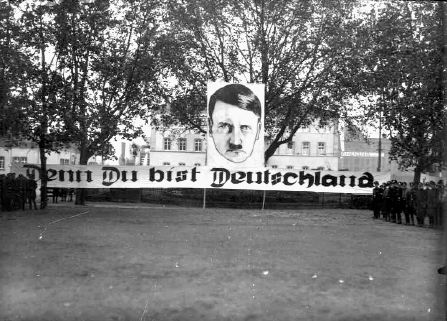 Denn Du bist Deutschland